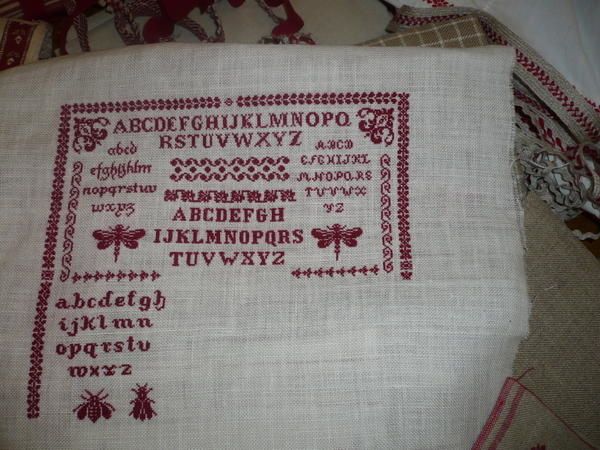 ABCDEFGHIJKLMNOPQ
RSTUVWXYZ
abcd
efghijklm
nopqrstuv
wxyz
ABCD
EFGHIJKL
MNOPQRS
TUVWX
YZ
ABCDEFGH
IJKLMNOPQRS
TUVWXYZ
abcdefgh
ijklmn
opqrstu
wxyz